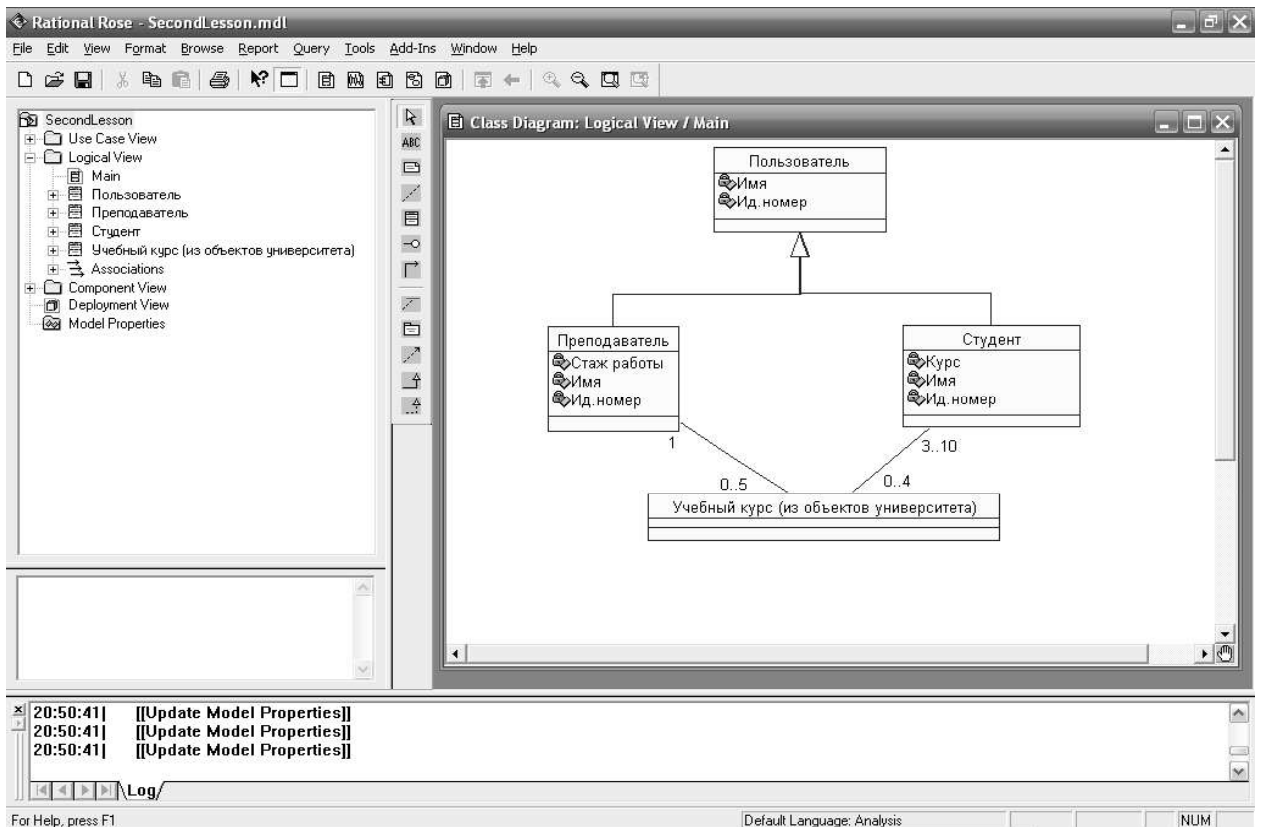 Rational Rose - SecondLesson.mdl
File Edit View Format Browse Report Query Tools Add-Ins Window Help
SecondLesson
Use Case View
Logical View
Main
Пользователь
Преподаватель
Студент
Учебный курс (из объектов университета)
Associations
Component View
Deployment View
Model Properties
ABC
Class Diagram: Logical View / Main
Пользователь
Имя
Ид.номер
Преподаватель
Стаж работы
Имя
Ид.номер
Студент
Курс
Имя
Ид.номер
1
3..10
0..5
0..4
Учебный курс (из объектов университета)
20:50:41| [[Update Model Properties]]
20:50:41| [[Update Model Properties]]
20:50:41| [[Update Model Properties]]
Log
For Help, press F1
Default Language: Analysis
NUM